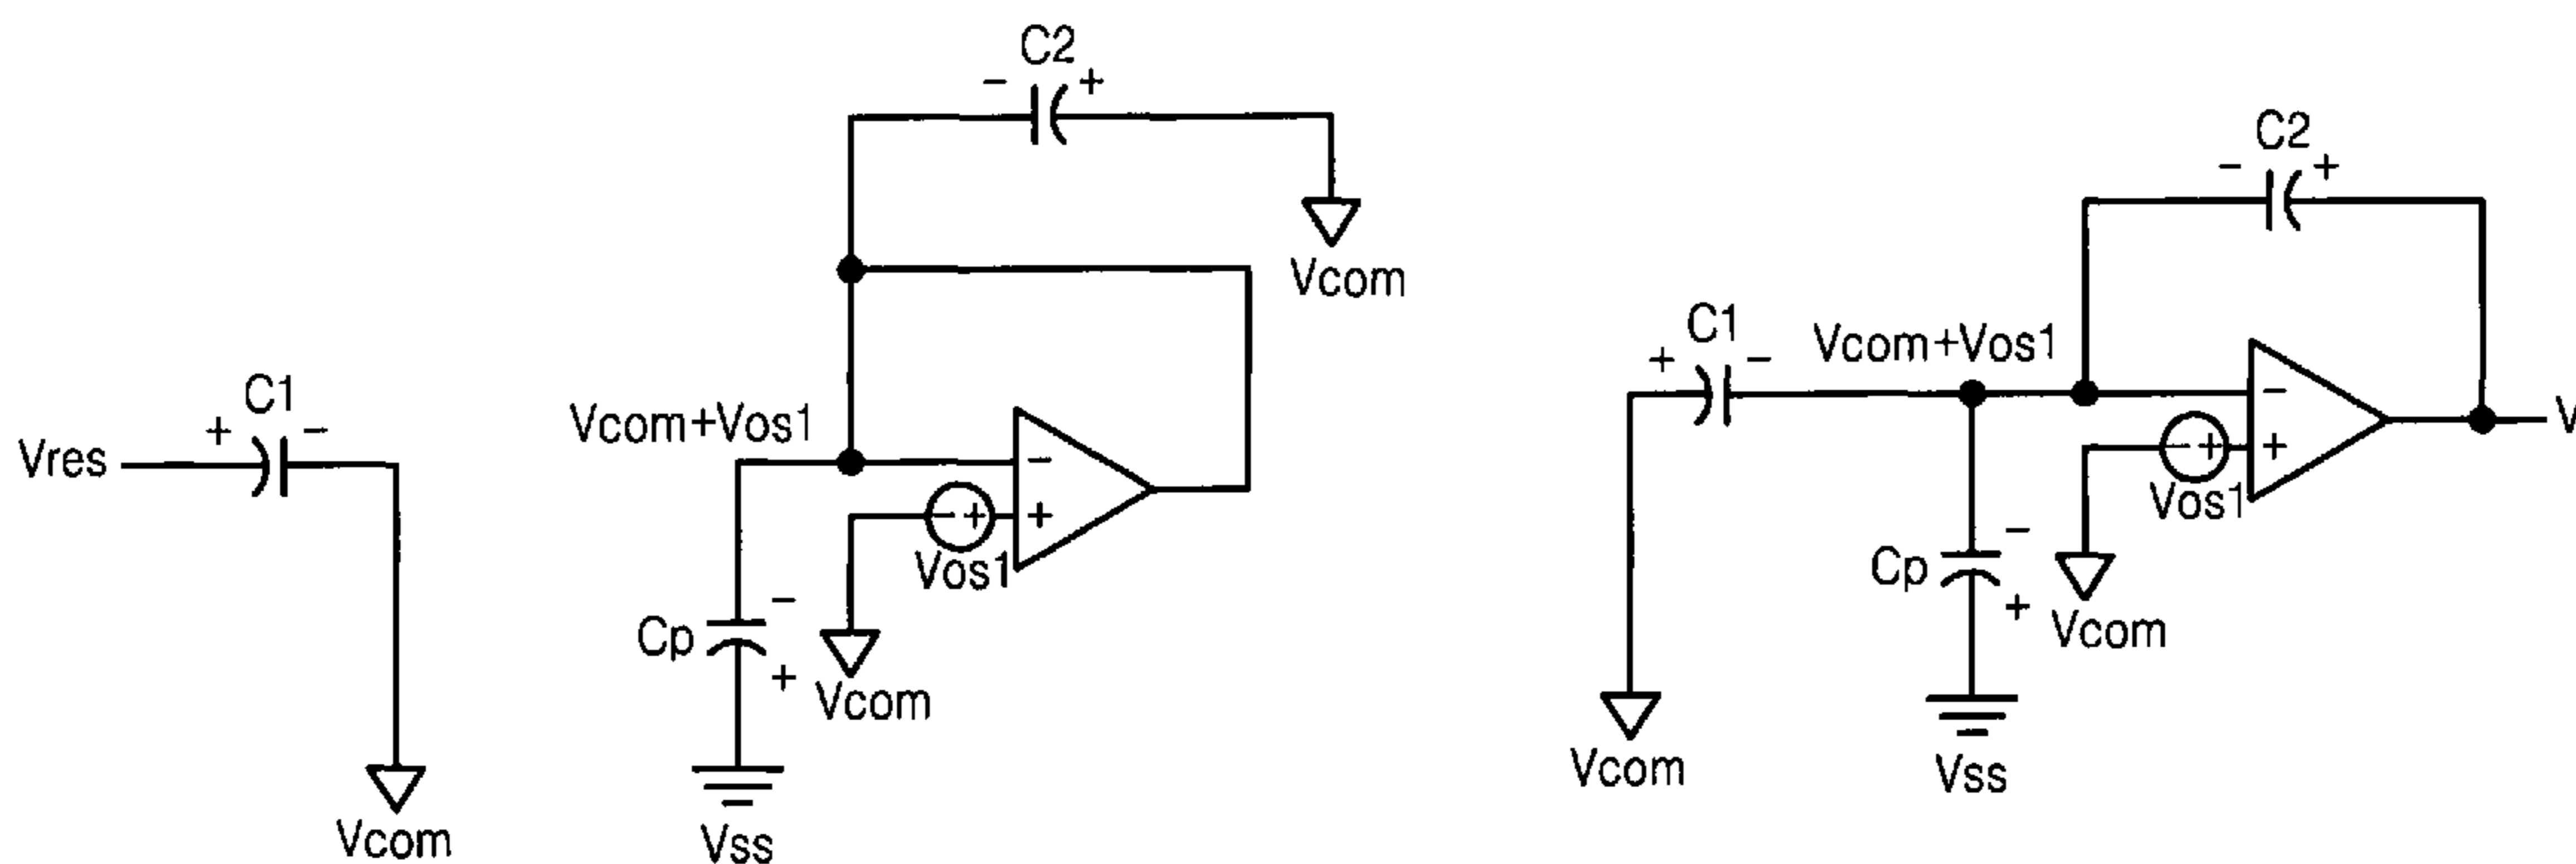 C2
- +
Vcom
C1
+ -
Vres
Vcom
Vcom+Vos1
-
- +
+
Vos1
-
Cp
+
Vcom
Vss
C2
- +
C1
+ -
Vcom+Vos1
-
- +
+
Vos1
-
Cp
+
Vcom
Vcom
Vss